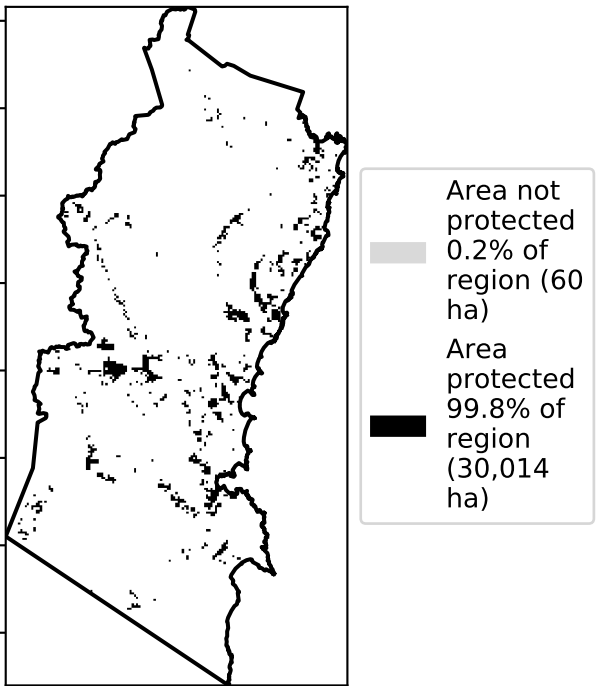 Area not
protected
0.2% of
region (60
ha)
Area
protected
99.8% of
region
(30,014
ha)